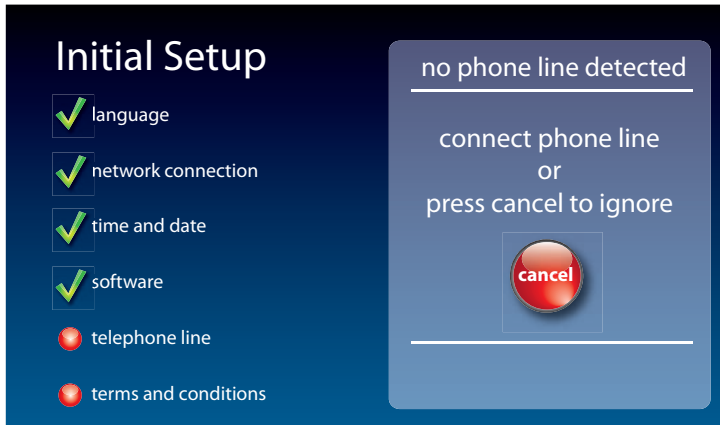 Initial Setup
language
network connection
time and date
software
telephone line
terms and conditions
no phone line detected
connect phone line
or
press cancel to ignore
cancel